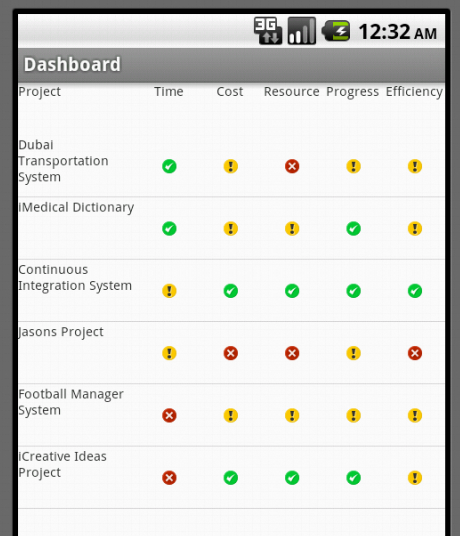 3G 12:32 AM
Dashboard
Project Time Cost Resource Progress Efficiency
Dubai
Transportation
System
iMedical Dictionary
Continuous
Integration System
Jasons Project
Football Manager
System
iCreative Ideas
Project